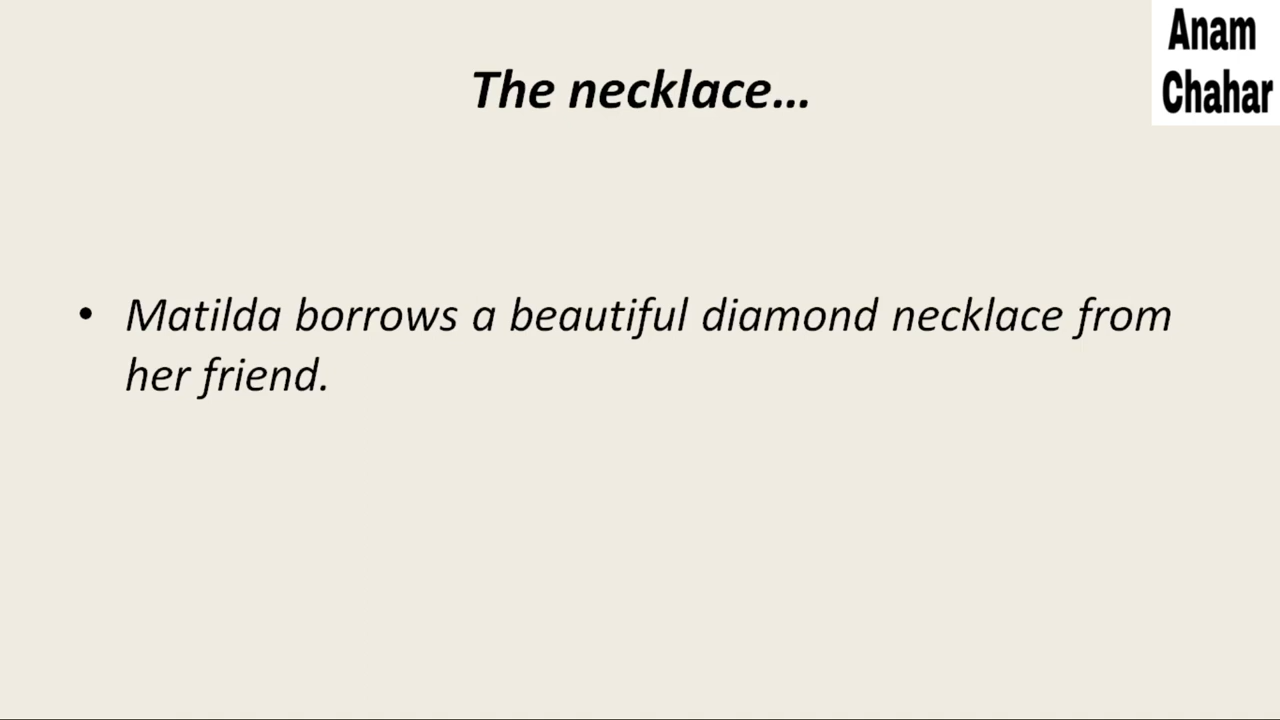 Anam
Chahar
The necklace...
• Matilda borrows a beautiful diamond necklace from
her friend.